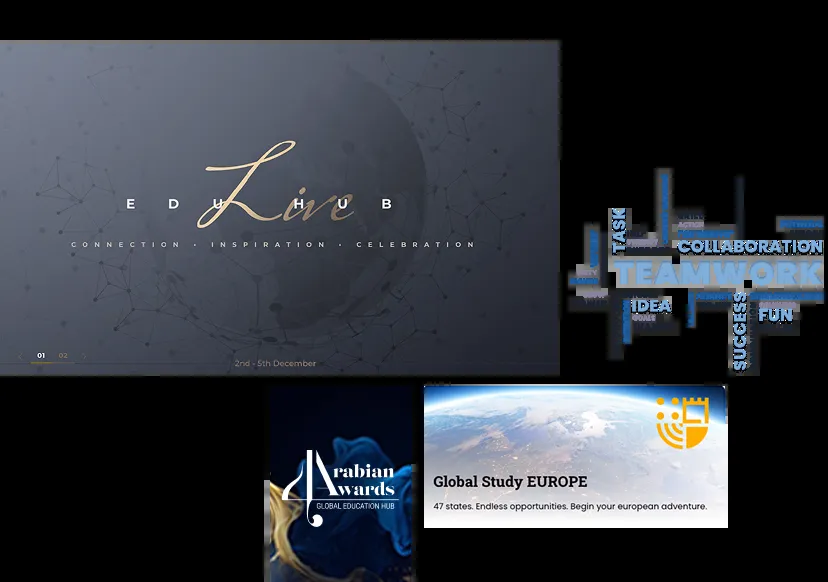 EDU HUB
Live
CONNECTION · INSPIRATION · CELEBRATION
01 02
2nd - 5th December
TASK
COLLABORATION
TEAMWORK
IDEA
GOALS
SUCCESS
FUN
Arabian
Awards
GLOBAL EDUCATION HUB
Global Study EUROPE
47 states. Endless opportunities. Begin your european adventure.